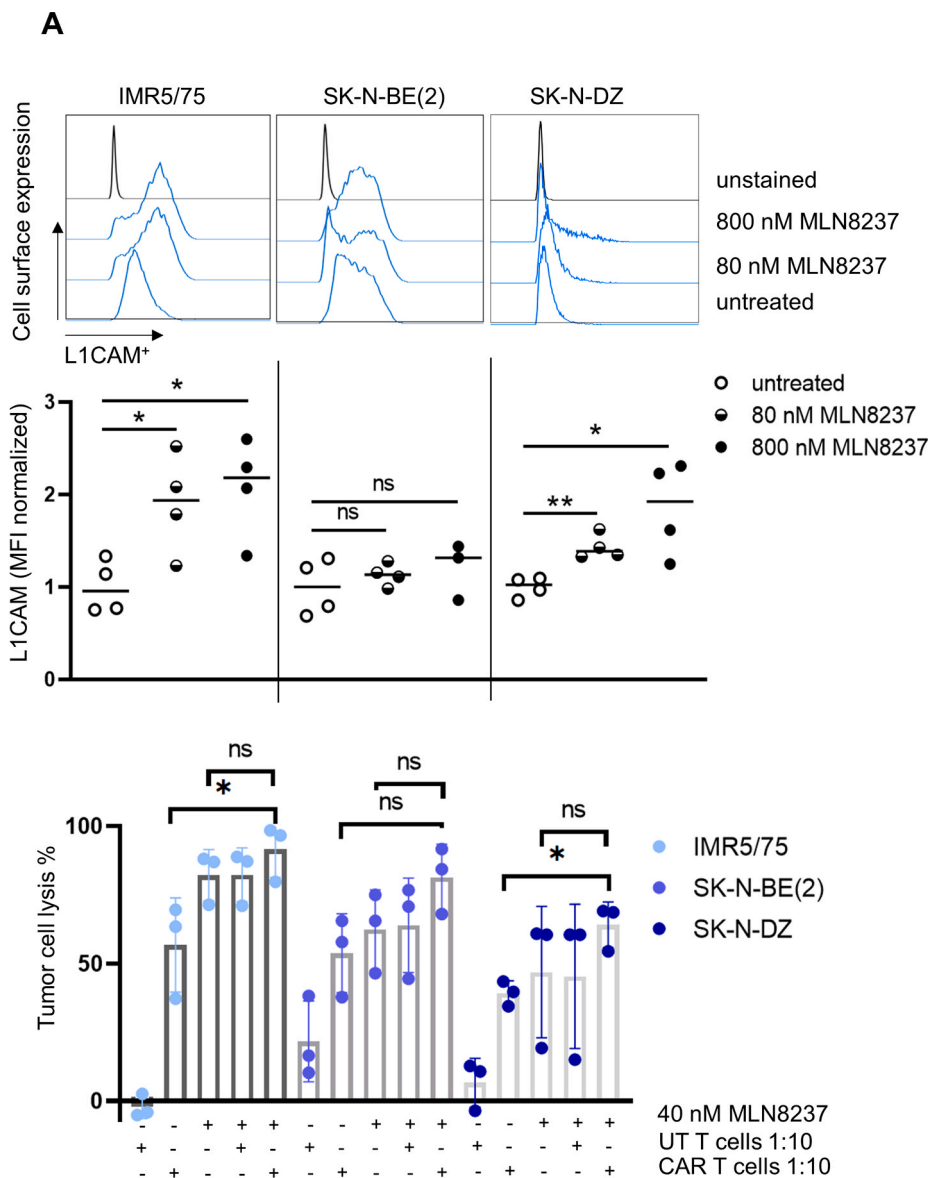 A
IMR5/75 SK-N-BE(2) SK-N-DZ
Cell surface expression
unstained
800 nM MLN8237
80 nM MLN8237
untreated
L1CAM+
L1CAM (MFI normalized)
3
2
1
0
* * ns ns ** *
untreated
80 nM MLN8237
800 nM MLN8237
Tumor cell lysis %
100
50
0
ns * ns ns ns *
IMR5/75
SK-N-BE(2)
SK-N-DZ
- - + + + - - + + + - - + + + 40 nM MLN8237
+ - - + - + - - + - + - - + - UT T cells 1:10
- + - - + - + - - + - + - - + CAR T cells 1:10